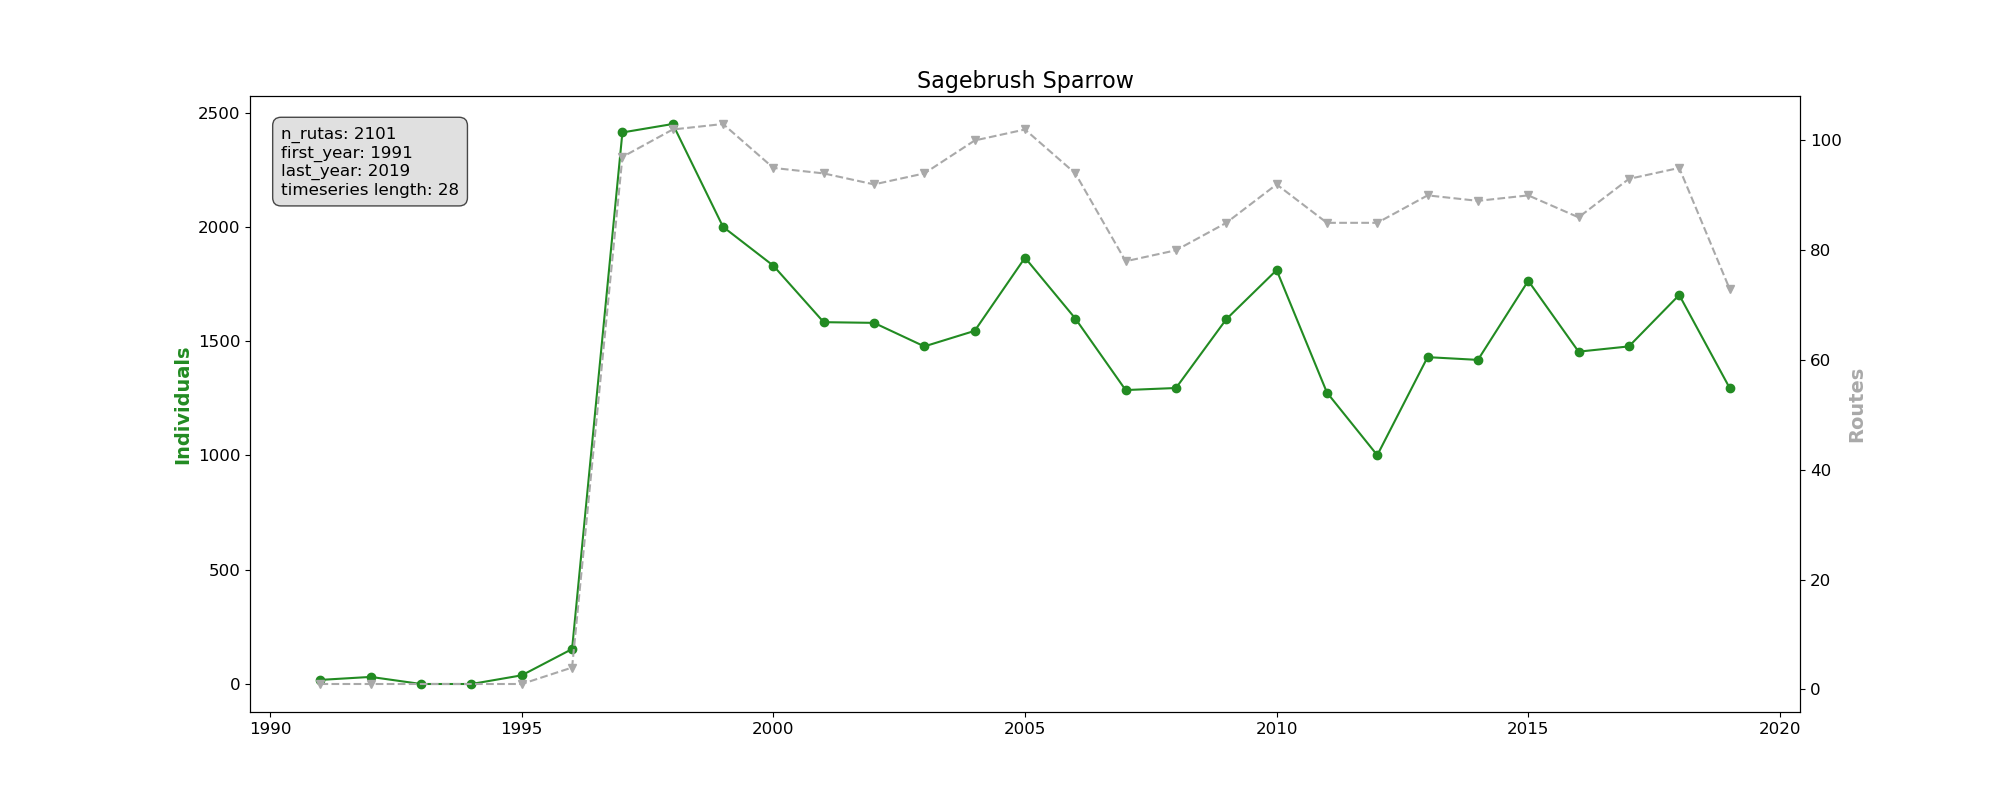 Sagebrush Sparrow
n_rutas: 2101
first_year: 1991
last_year: 2019
timeseries length: 28
Individuals
2500
2000
1500
1000
500
0
Routes
100
80
60
40
20
0
1990 1995 2000 2005 2010 2015 2020